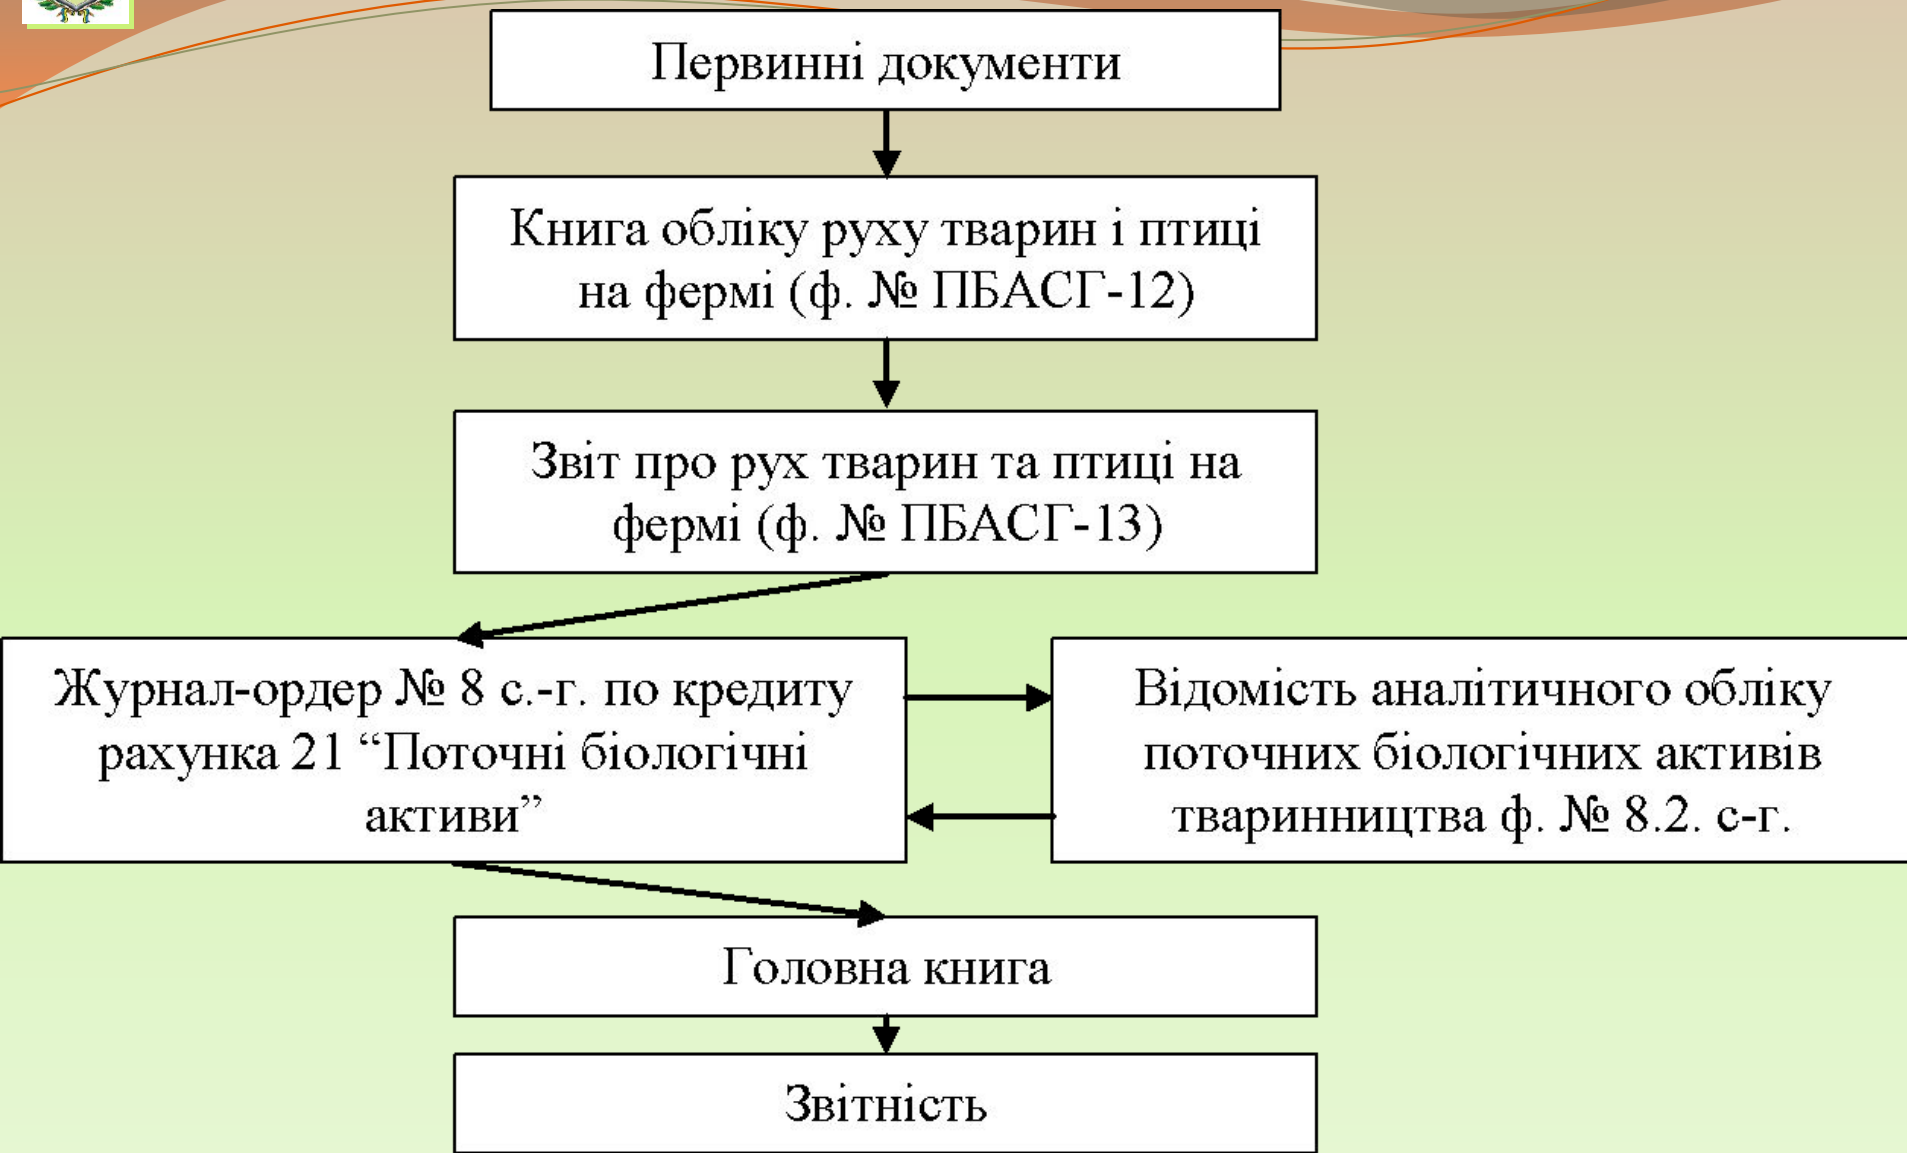 Первинні документи
Книга обліку руху тварин і птиці
на фермі (ф. № ПБАСГ-12)
Звіт про рух тварин та птиці на
фермі (ф. № ПБАСГ-13)
Журнал-ордер № 8 с.-г. по кредиту
рахунка 21 “Поточні біологічні
активи”
Відомість аналітичного обліку
поточних біологічних активів
тваринництва ф. № 8.2. с-г.
Головна книга
Звітність